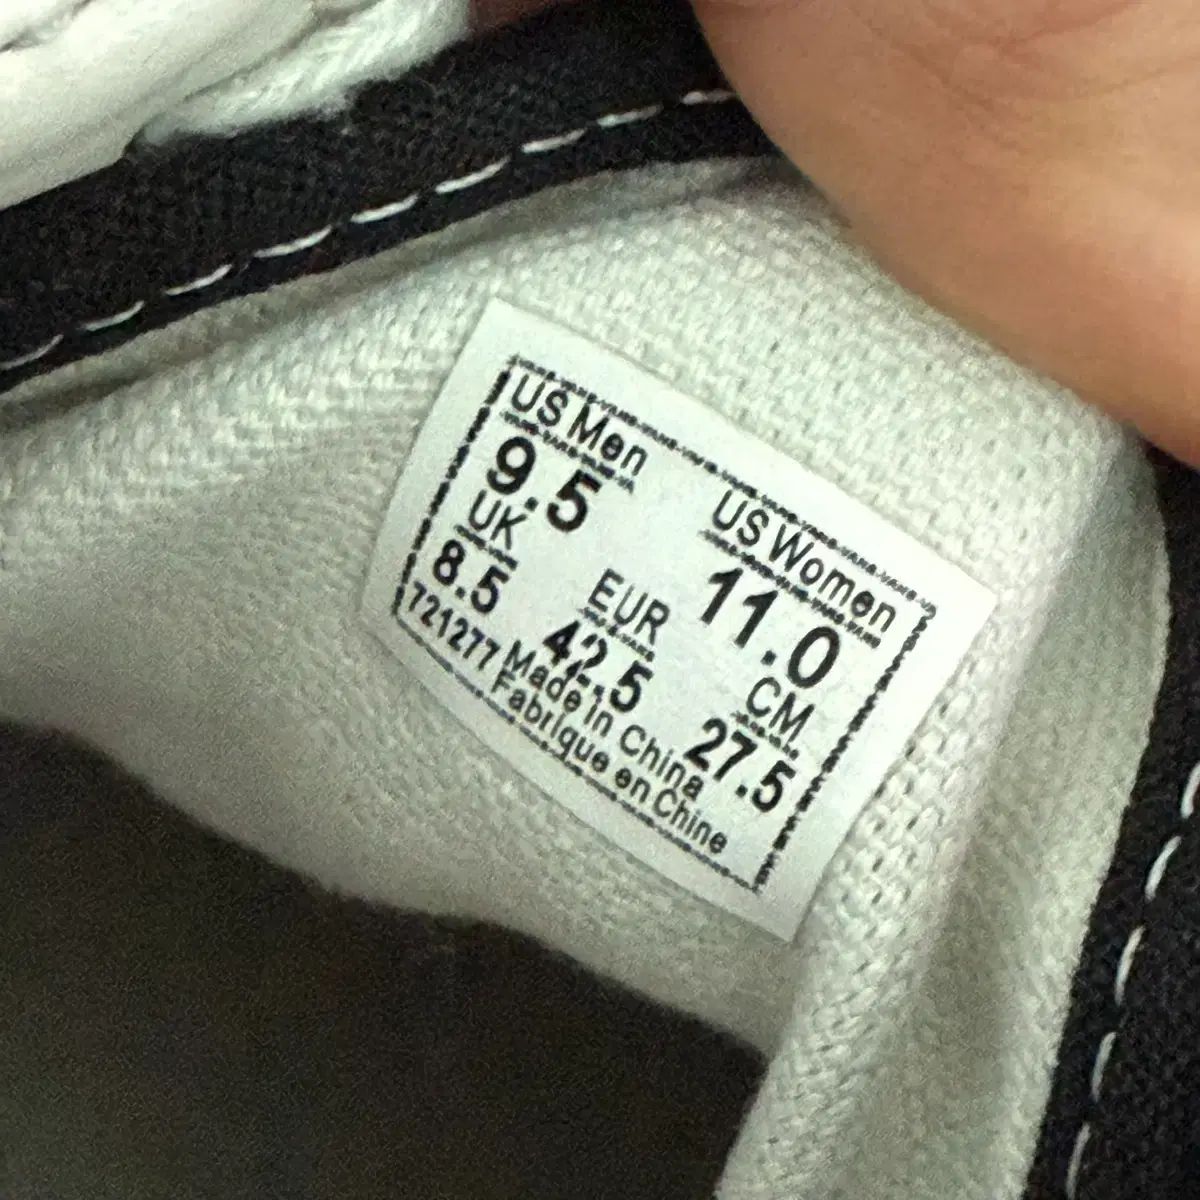 US Men
9.5
US Women
11.0
UK
8.5
EUR
42.5
CM
27.5
721277 Made in China
Fabrique en Chine